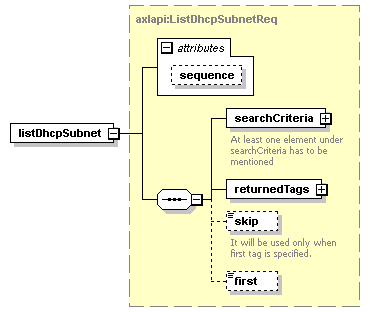 axlapi:ListDhcpSubnetReq
attributes
sequence
listDhcpSubnet
searchCriteria
At least one element under
searchCriteria has to be
mentioned
returnedTags
skip
It will be used only when
first tag is specified.
first